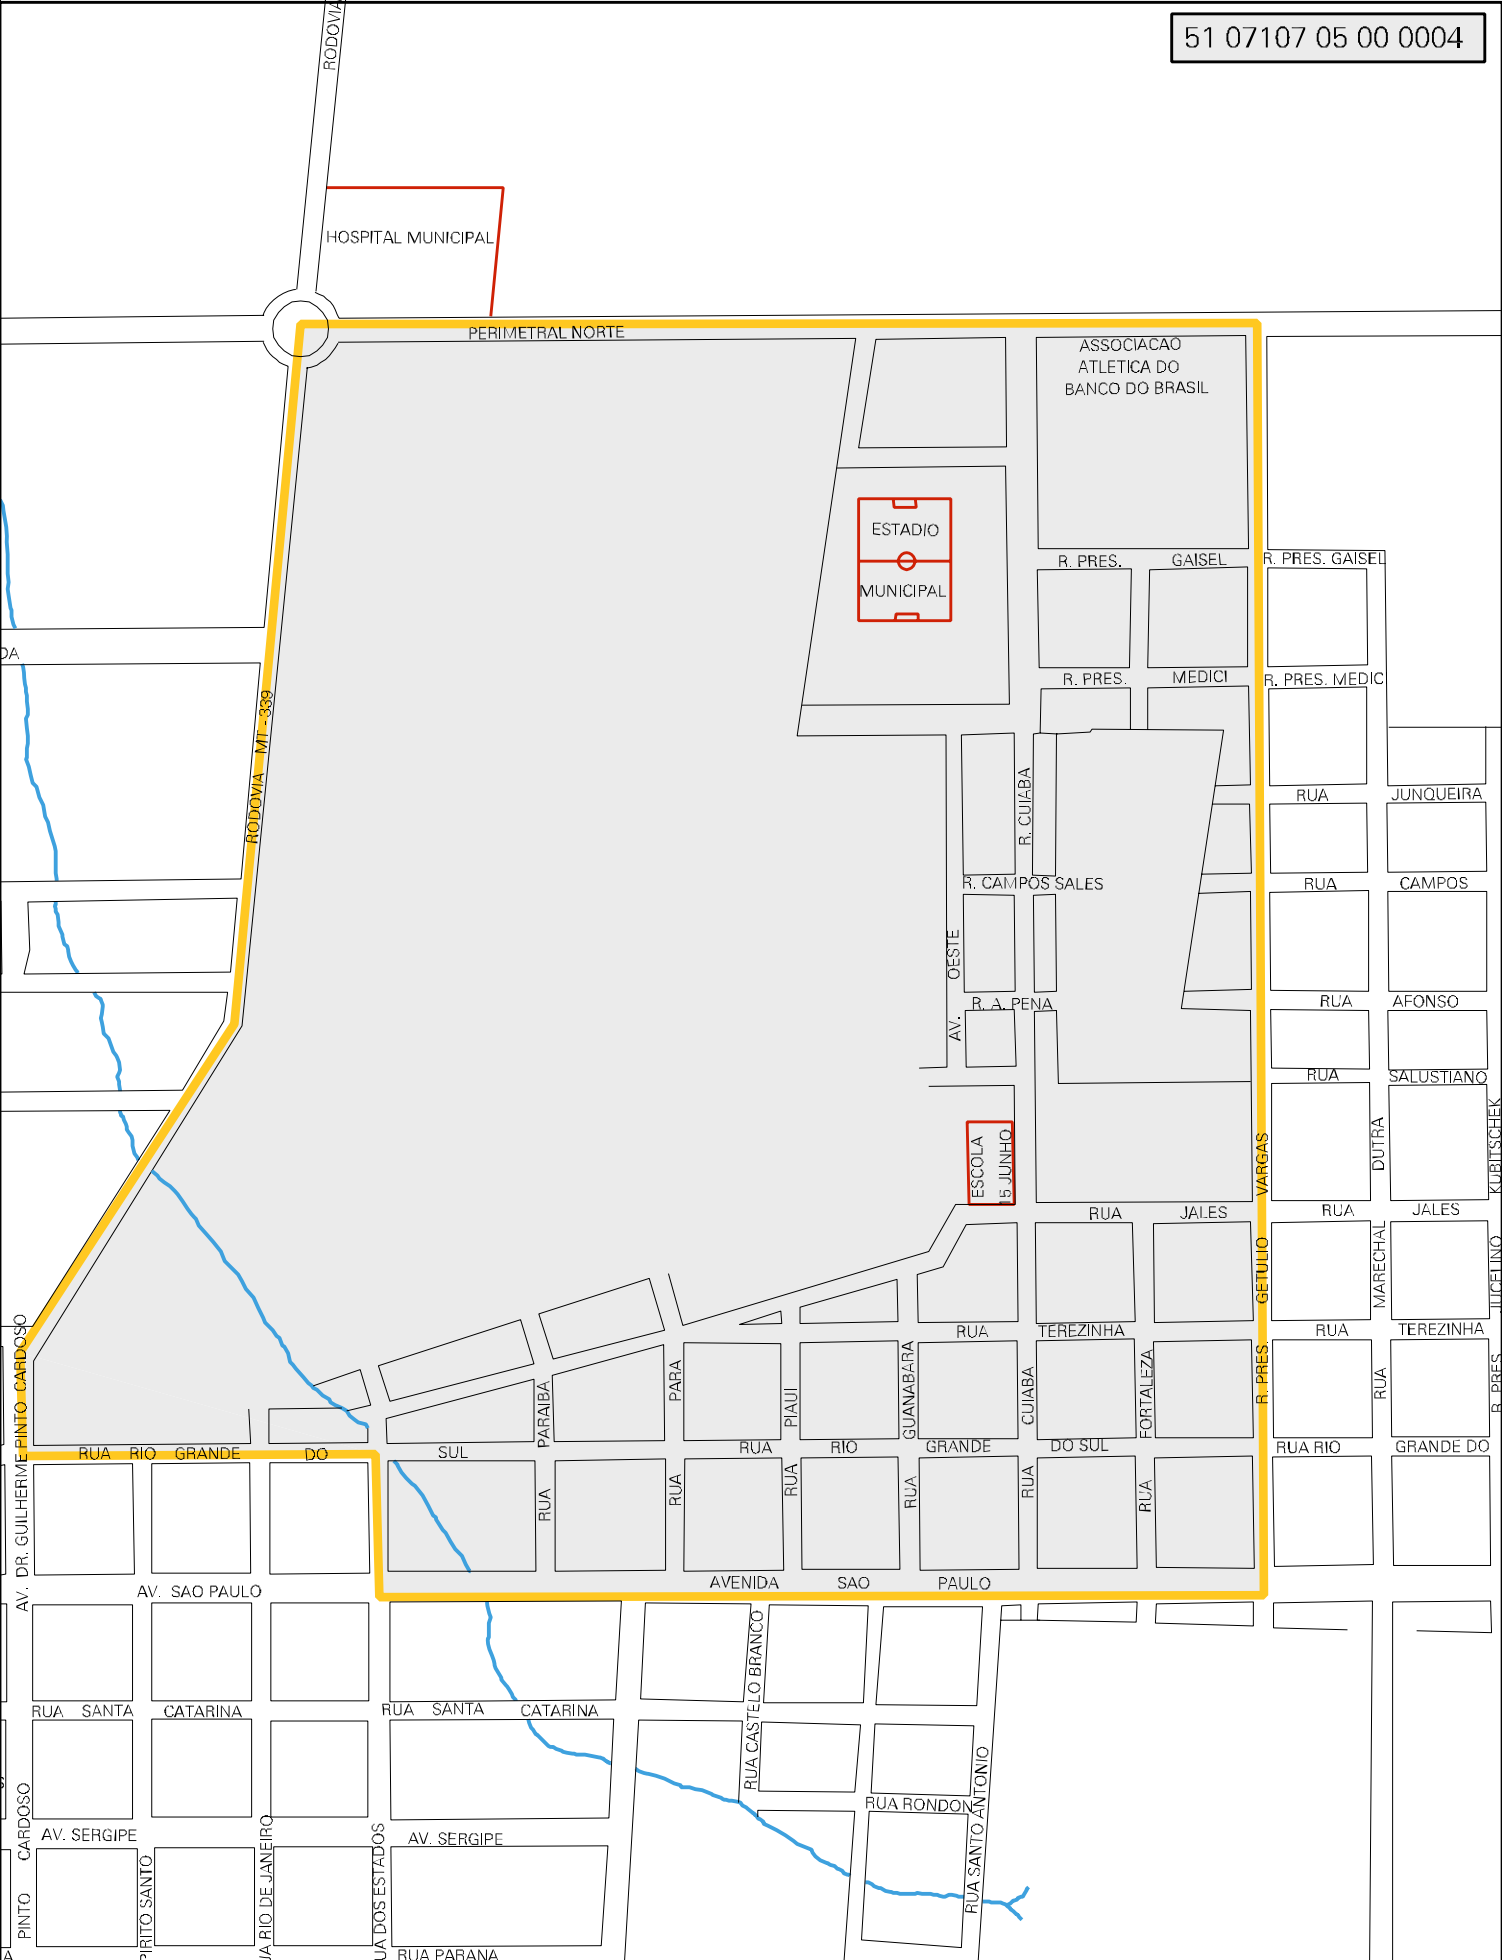 51 07107 05 00 0004
RODOVIA
HOSPITAL MUNICIPAL
PERIMETRAL NORTE
ASSOCIACAO
ATLETICA DO
BANCO DO BRASIL
ESTADIO
MUNICIPAL
R. PRES. GAISEL
R. PRES. GAISEL
DA
R. PRES. MEDICI
R. PRES. MEDIC
RODOVIA MT - 339
R. CUIABA
RUA JUNQUEIRA
R. CAMPOS SALES
RUA CAMPOS
AV. OESTE
R. A. PENA
RUA AFONSO
RUA SALUSTIANO
ESCOLA
15 JUNHO
R. PRES. GETULIO VARGAS
RUA MARECHAL DUTRA
R. PRES. JUCELINO KUBITSCHEK
RUA JALES
RUA JALES
RUA TEREZINHA
RUA TEREZINHA
AV. DR. GUILHERME PINTO CARDOSO
RUA PARAIBA
RUA PARA
RUA PIAUI
RUA GUANABARA
RUA CUIABA
RUA FORTALEZA
RUA RIO GRANDE DO SUL
RUA RIO GRANDE DO SUL
RUA RIO GRANDE DO
AV. SAO PAULO
AVENIDA SAO PAULO
RUA SANTA CATARINA
RUA SANTA CATARINA
RUA CASTELO BRANCO
RUA RONDON
RUA SANTO ANTONIO
AV. SERGIPE
AV. SERGIPE
PINTO CARDOSO
PIRITO SANTO
UA RIO DE JANEIRO
UA DOS ESTADOS
RUA PARANA